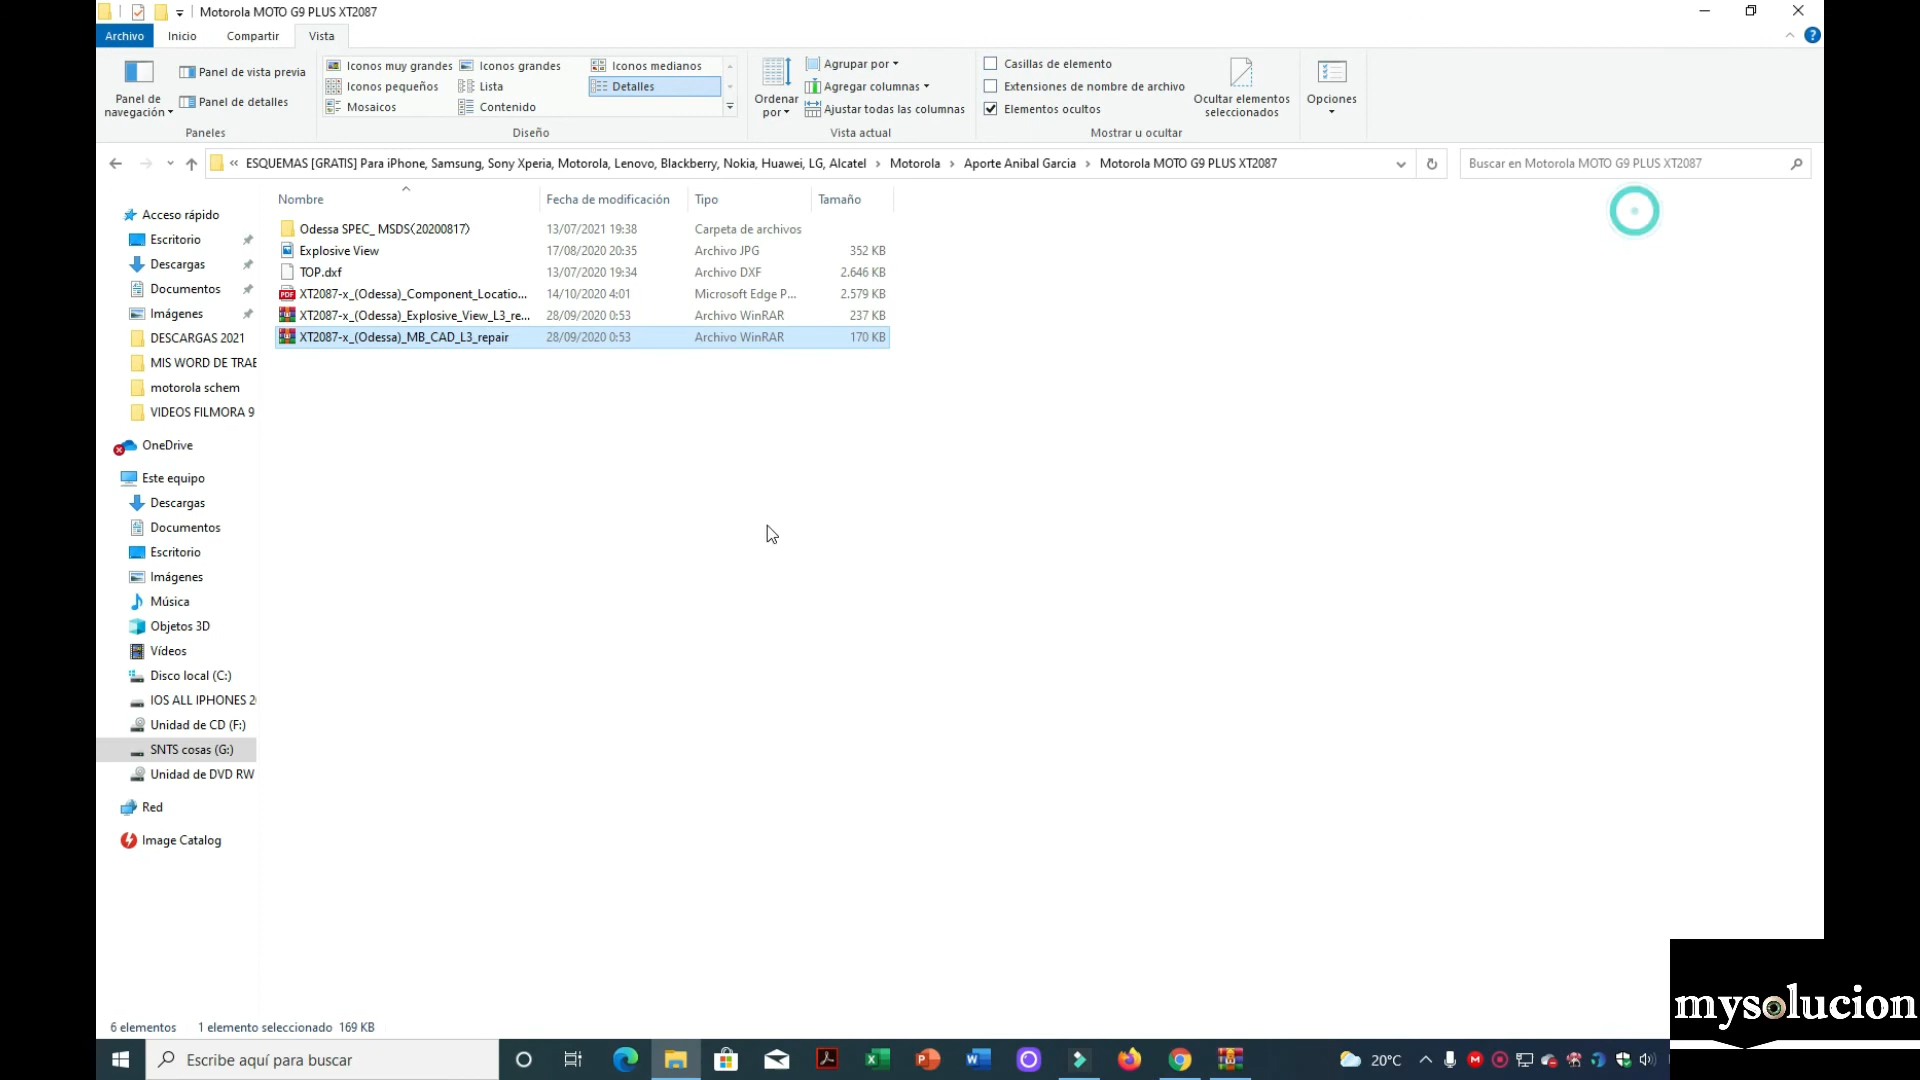 Motorola MOTO G9 PLUS XT2087
Archivo Inicio Compartir Vista
Panel de navegación
Panel de vista previa
Panel de detalles
Paneles
Iconos muy grandes Iconos grandes Iconos medianos
Iconos pequeños Lista Detalles
Mosaicos Contenido
Diseño
Ordenar por
Agrupar por
Agregar columnas
Ajustar todas las columnas
Vista actual
Casillas de elemento
Extensiones de nombre de archivo
Elementos ocultos
Ocultar elementos seleccionados
Mostrar u ocultar
Opciones
« ESQUEMAS [GRATIS] Para iPhone, Samsung, Sony Xperia, Motorola, Lenovo, Blackberry, Nokia, Huawei, LG, Alcatel > Motorola > Aporte Anibal Garcia > Motorola MOTO G9 PLUS XT2087
Buscar en Motorola MOTO G9 PLUS XT2087
Nombre Fecha de modificación Tipo Tamaño
Odessa SPEC_ MSDS(20200817) 13/07/2021 19:38 Carpeta de archivos
Explosive View 17/08/2020 20:35 Archivo JPG 352 KB
TOP.dxf 13/07/2020 19:34 Archivo DXF 2.646 KB
XT2087-x_(Odessa)_Component_Locatio... 14/10/2020 4:01 Microsoft Edge P... 2.579 KB
XT2087-x_(Odessa)_Explosive_View_L3_re... 28/09/2020 0:53 Archivo WinRAR 237 KB
XT2087-x_(Odessa)_MB_CAD_L3_repair 28/09/2020 0:53 Archivo WinRAR 170 KB
Acceso rápido
Escritorio
Descargas
Documentos
Imágenes
DESCARGAS 2021
MIS WORD DE TRAE
motorola schem
VIDEOS FILMORA 9
OneDrive
Este equipo
Descargas
Documentos
Escritorio
Imágenes
Música
Objetos 3D
Vídeos
Disco local (C:)
IOS ALL IPHONES 2
Unidad de CD (F:)
SNTS cosas (G:)
Unidad de DVD RW
Red
Image Catalog
6 elementos 1 elemento seleccionado 169 KB
Escribe aquí para buscar
20°C
mysolucion